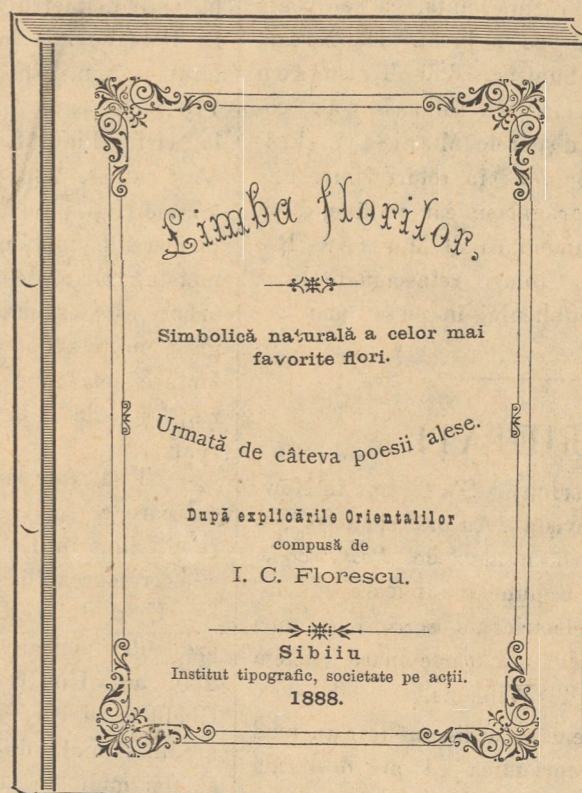 Limba florilor.
Simbolică naturală a celor mai
favorite flori.
Urmată de câteva poesii alese.
După explicările Orientalilor
compusă de
I. C. Florescu.
Sibiiu
Institut tipografic, societate pe acții.
1888.